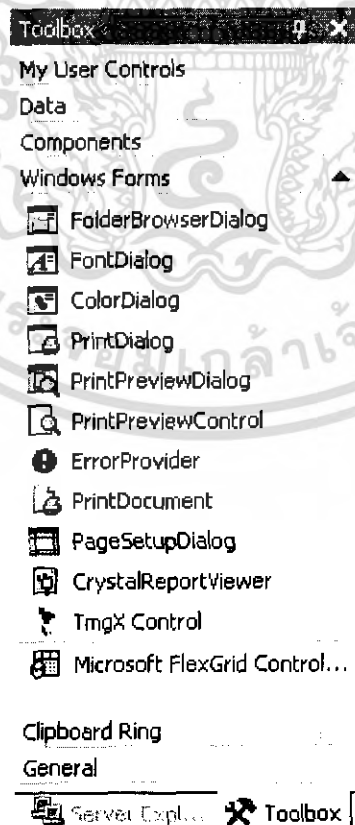 Toolbox
My User Controls
Data
Components
Windows Forms
FolderBrowserDialog
FontDialog
ColorDialog
PrintDialog
PrintPreviewDialog
PrintPreviewControl
ErrorProvider
PrintDocument
PageSetupDialog
CrystalReportViewer
TmgX Control
Microsoft FlexGrid Control...
Clipboard Ring
General
Server Expl... Toolbox